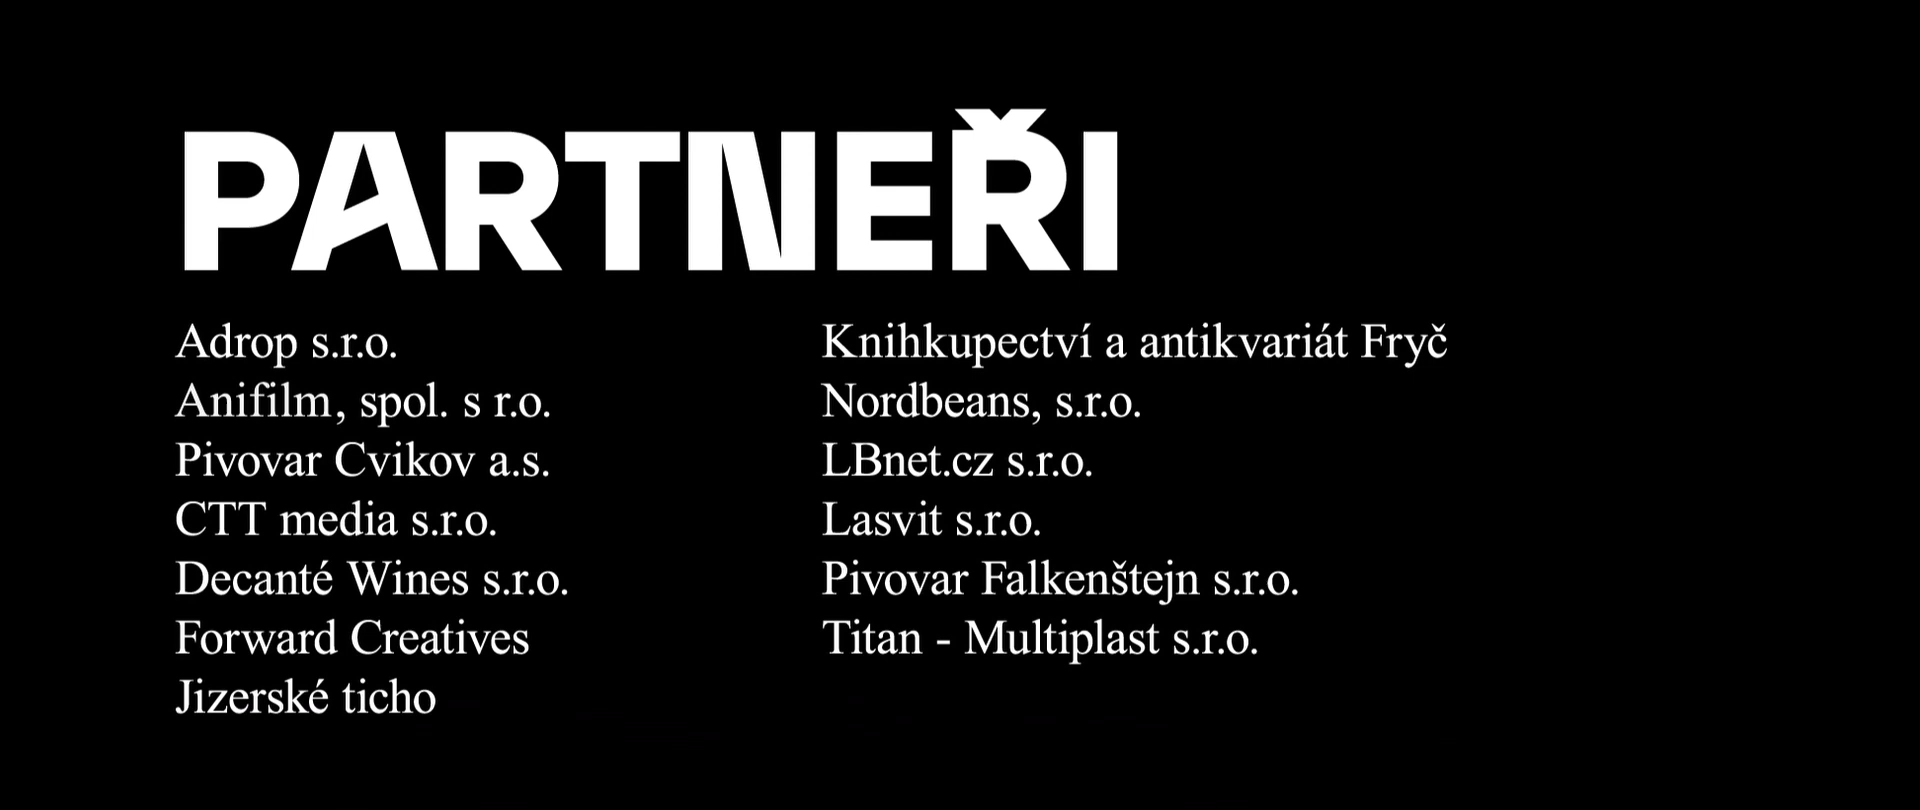 PARTNEŘI
Adrop s.r.o.
Anifilm, spol. s r.o.
Pivovar Cvikov a.s.
CTT media s.r.o.
Decanté Wines s.r.o.
Forward Creatives
Jizerské ticho
Knihkupectví a antikvariát Fryč
Nordbeans, s.r.o.
LBnet.cz s.r.o.
Lasvit s.r.o.
Pivovar Falkenštejn s.r.o.
Titan - Multiplast s.r.o.